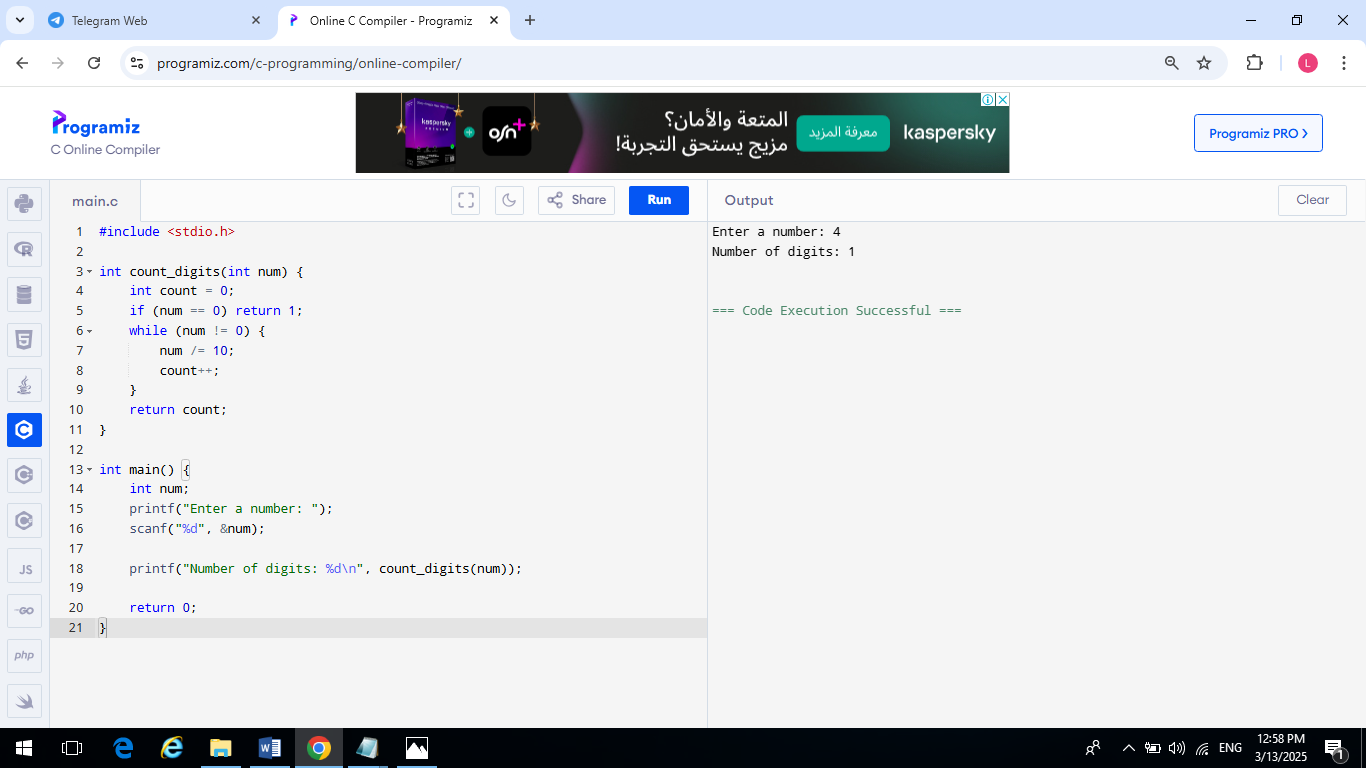 Telegram Web
Online C Compiler - Programiz
programiz.com/c-programming/online-compiler/
L
Programiz
C Online Compiler
kaspersky
osn+
المتعة والأمان؟
مزيج يستحق التجربة!
معرفة المزيد
kaspersky
Programiz PRO
main.c
Share
Run
Output
Clear
1 #include <stdio.h>
2
3 int count_digits(int num) {
4     int count = 0;
5     if (num == 0) return 1;
6     while (num != 0) {
7         num /= 10;
8         count++;
9     }
10     return count;
11 }
12
13 int main() {
14     int num;
15     printf("Enter a number: ");
16     scanf("%d", &num);
17
18     printf("Number of digits: %d\n", count_digits(num));
19
20     return 0;
21 }
Enter a number: 4
Number of digits: 1
=== Code Execution Successful ===
JS
GO
php
ENG
12:58 PM
3/13/2025
1